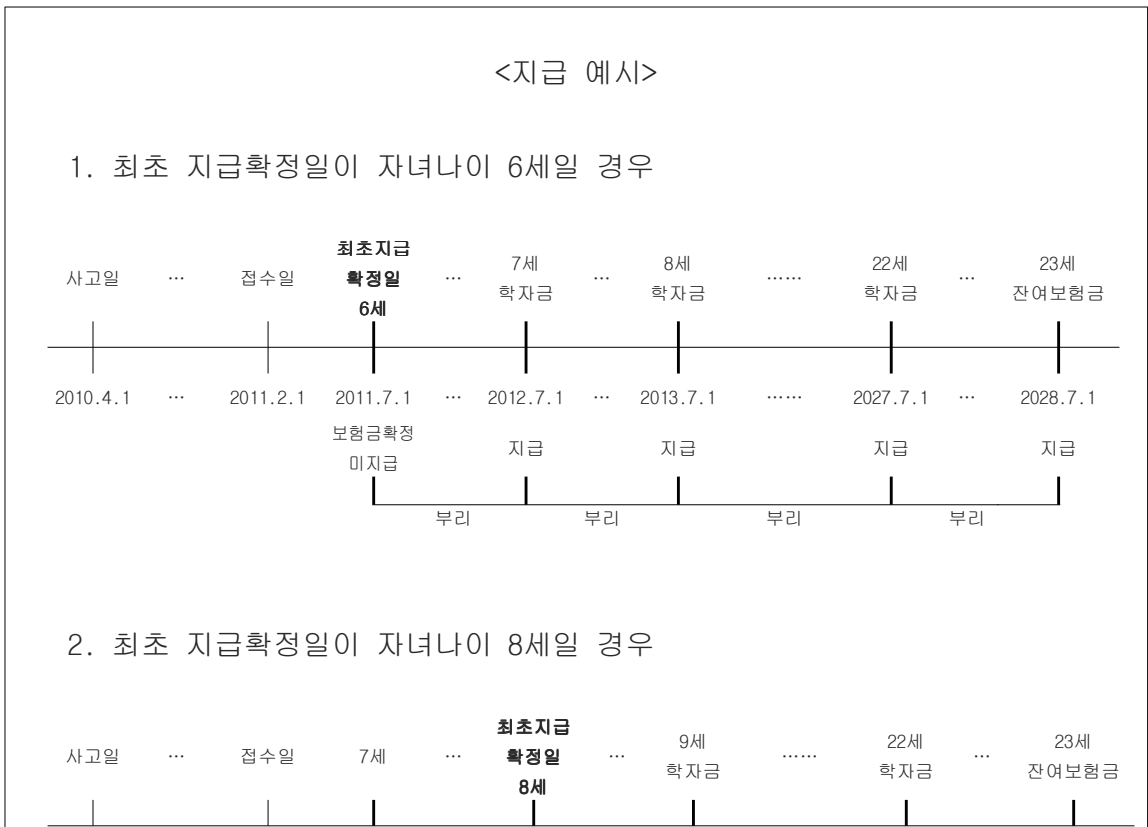 <지급 예시>
1. 최초 지급확정일이 자녀나이 6세일 경우
최초지급
사고일 … 접수일 확정일 … 7세 … 8세 …… 22세 … 23세
6세 학자금 학자금 학자금 잔여보험금
2010.4.1 … 2011.2.1 2011.7.1 … 2012.7.1 … 2013.7.1 …… 2027.7.1 … 2028.7.1
보험금확정 지급 지급 지급 지급
미지급
부리 부리 부리 부리
2. 최초 지급확정일이 자녀나이 8세일 경우
최초지급
사고일 … 접수일 7세 … 확정일 … 9세 …… 22세 … 23세
8세 학자금 학자금 잔여보험금